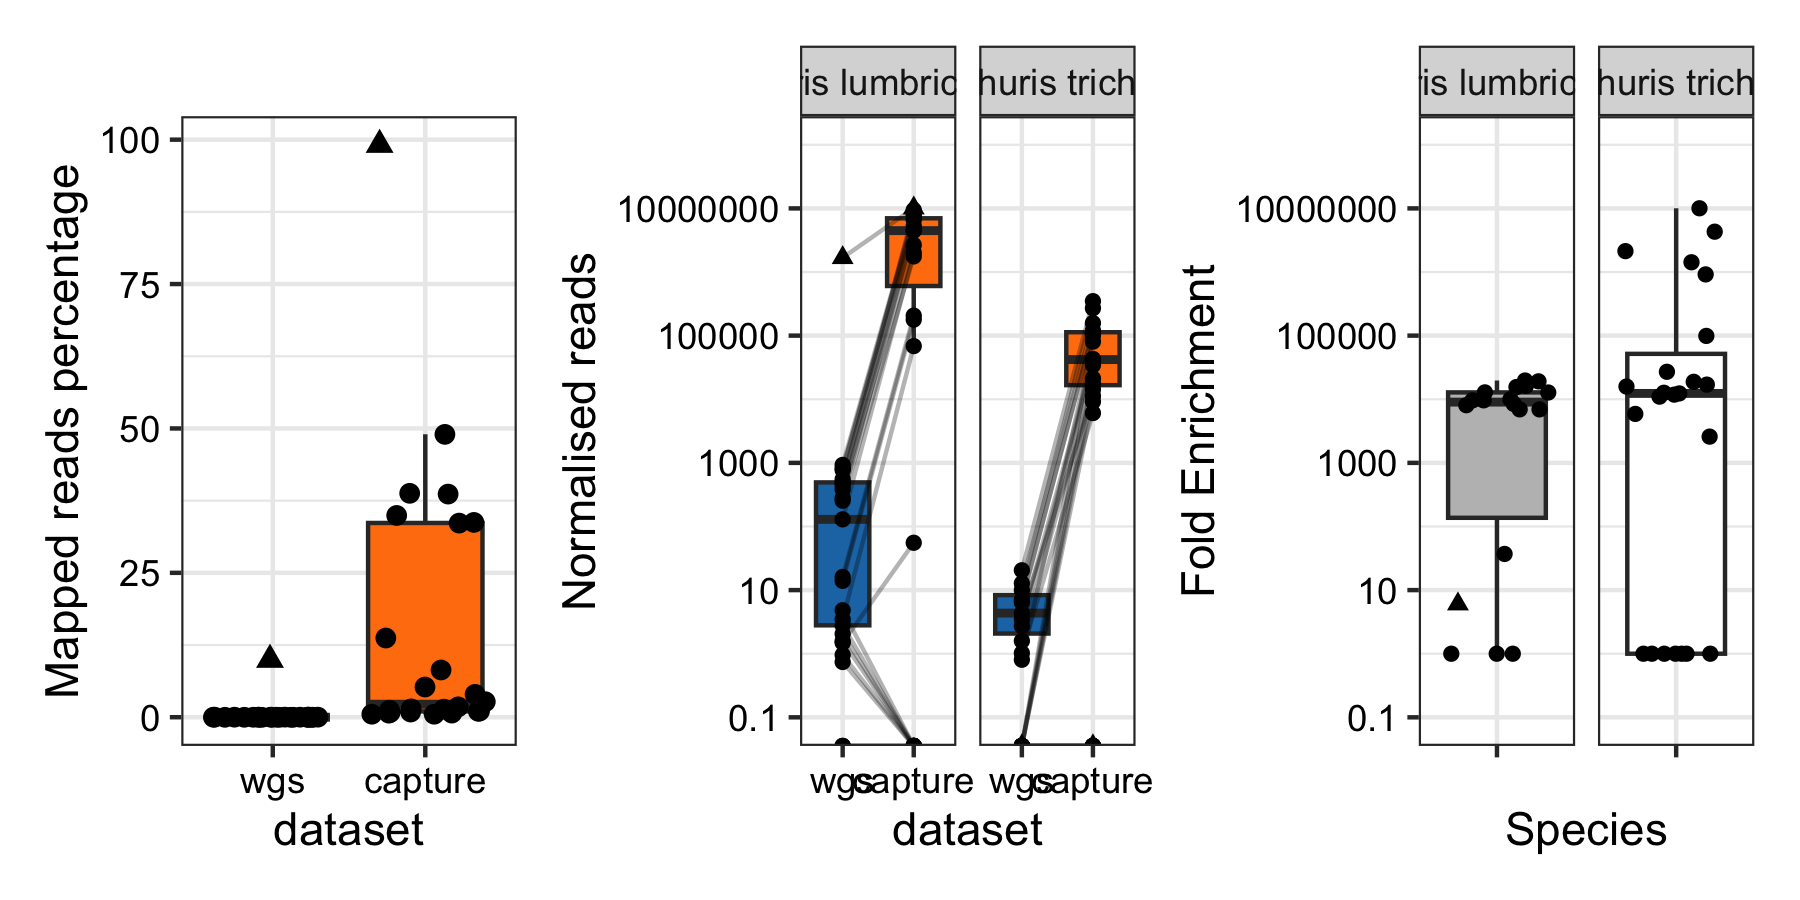 Mapped reads percentage
100
75
50
25
0
wgs
capture
dataset
Normalised reads
ris lumbric
huris trich
10000000
100000
1000
10
0.1
wgs
capture
wgs
capture
dataset
Fold Enrichment
ris lumbric
huris trich
10000000
100000
1000
10
0.1
Species